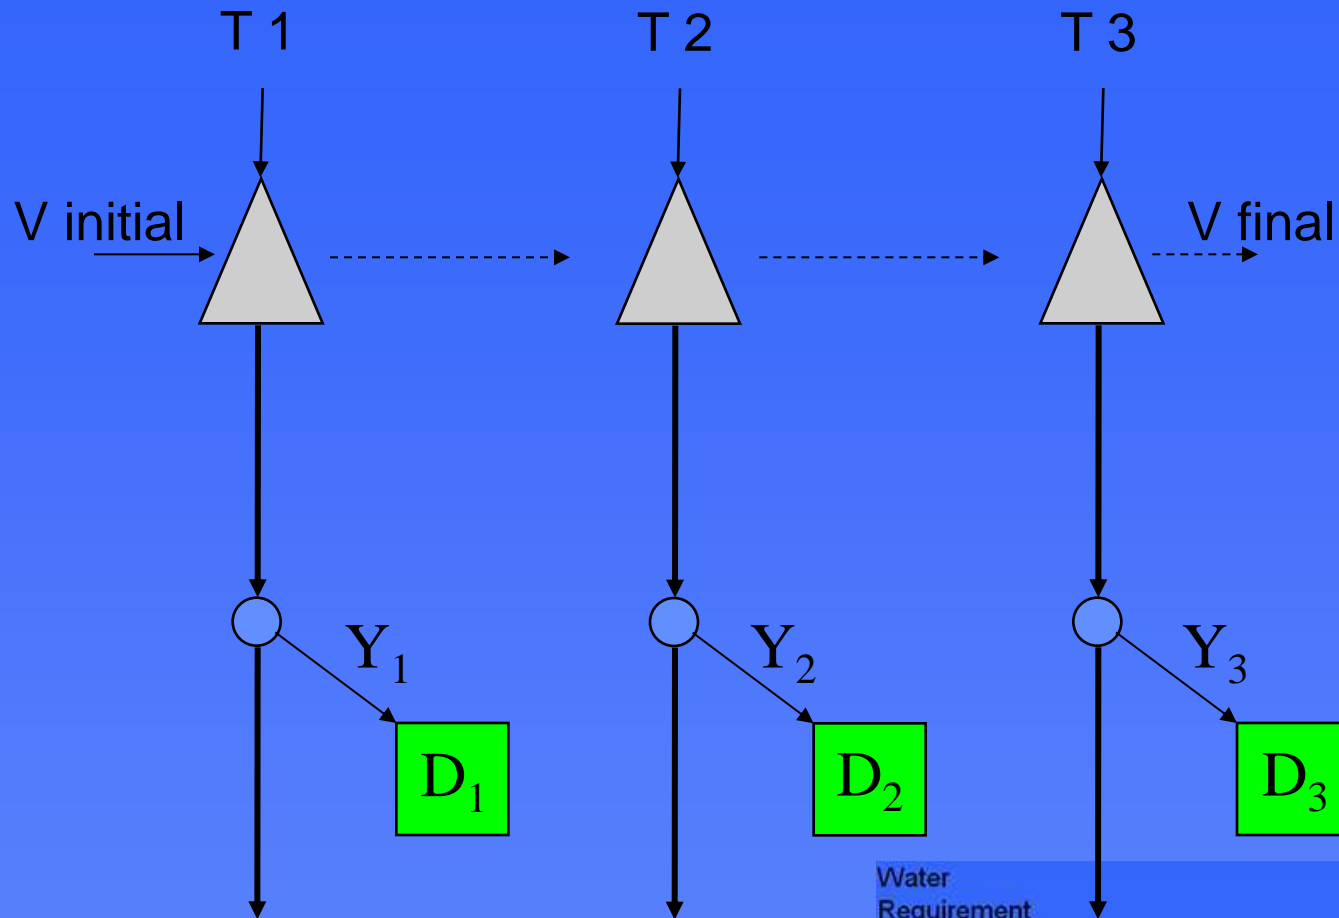 T 1 T 2 T 3
V initial V final
Y₁ Y₂ Y₃
D₁ D₂ D₃
Water
Requirement